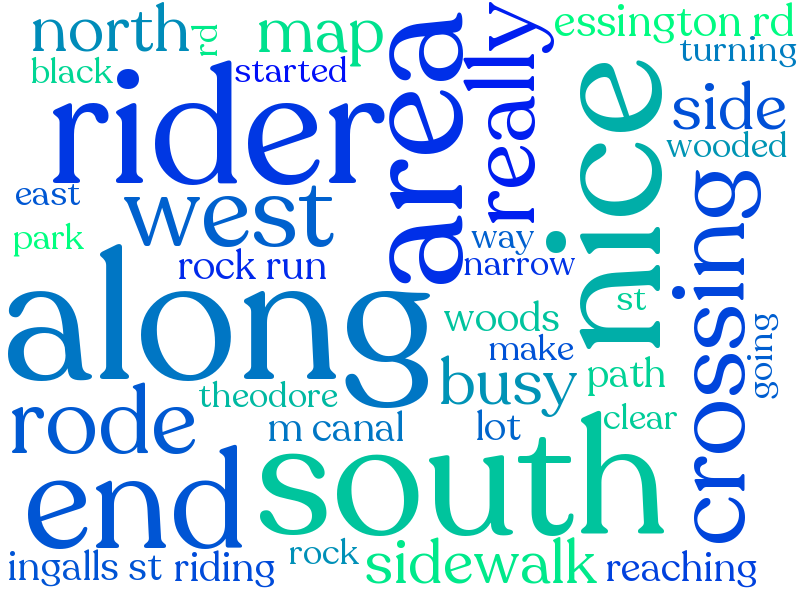 north
rd
map
essington rd
turning
black
started
rider
area
really
nice
side
wooded
east
west
park
rock run
way
narrow
crossing
along
st
woods
make
going
path
theodore
busy
rode
m canal
lot
clear
end
south
ingalls st
riding
rock
sidewalk
reaching